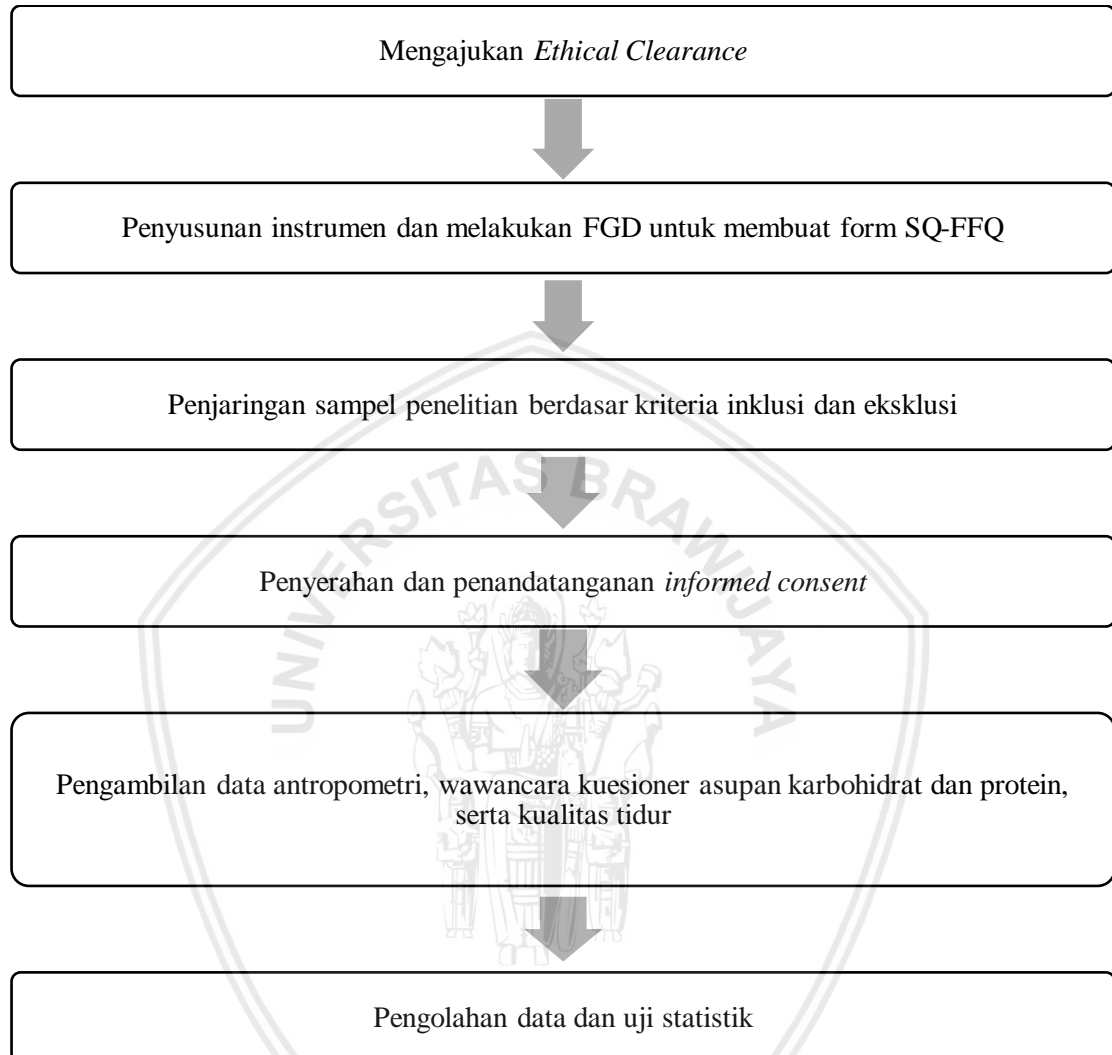 Mengajukan Ethical Clearance
Penyusunan instrumen dan melakukan FGD untuk membuat form SQ-FFQ
Penjaringan sampel penelitian berdasar kriteria inklusi dan eksklusi
UNIVERSITAS BRAWIJAYA
Penyerahan dan penandatanganan informed consent
Pengambilan data antropometri, wawancara kuesioner asupan karbohidrat dan protein,
serta kualitas tidur
Pengolahan data dan uji statistik